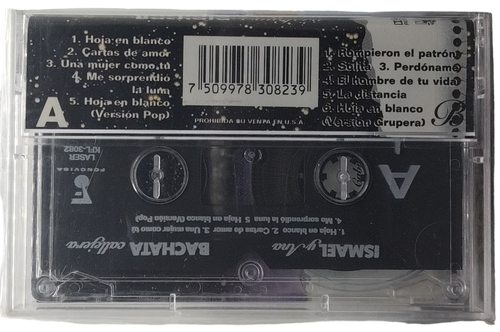 5. Hoja en blanco
2. Cartas de amor
3. Una mujer como tú
4. Me sorprendió
la luna
5. Hoja en blanco
(Versión Pop)
A
7 509978 308239
PROHIBIDA SU VENTA EN U.S.A
1. Rompieron el patrón
2. Solita 3. Perdóname
4. El hombre de tu vida
5. La distancia
6. Hoja en blanco
(Versión Grupera)
B
A
ISMAEL y Ana
BACHATA callejera
1. Hoja en blanco 2. Cartas de amor 3. Una mujer como tú
4. Me sorprendió la luna 5. Hoja en blanco (Versión Pop)
LASER
KFL-3082
FONOVISA